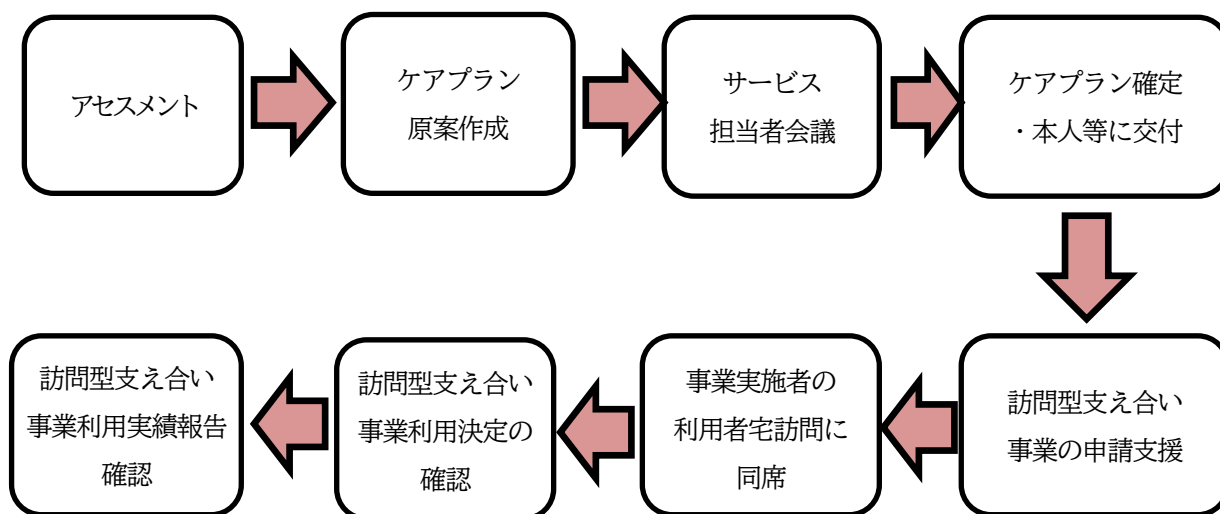 アセスメント
ケアプラン
原案作成
サービス
担当者会議
ケアプラン確定
・本人等に交付
訪問型支え合い
事業の申請支援
事業実施者の
利用者宅訪問に
同席
訪問型支え合い
事業利用決定の
確認
訪問型支え合い
事業利用実績報告
確認